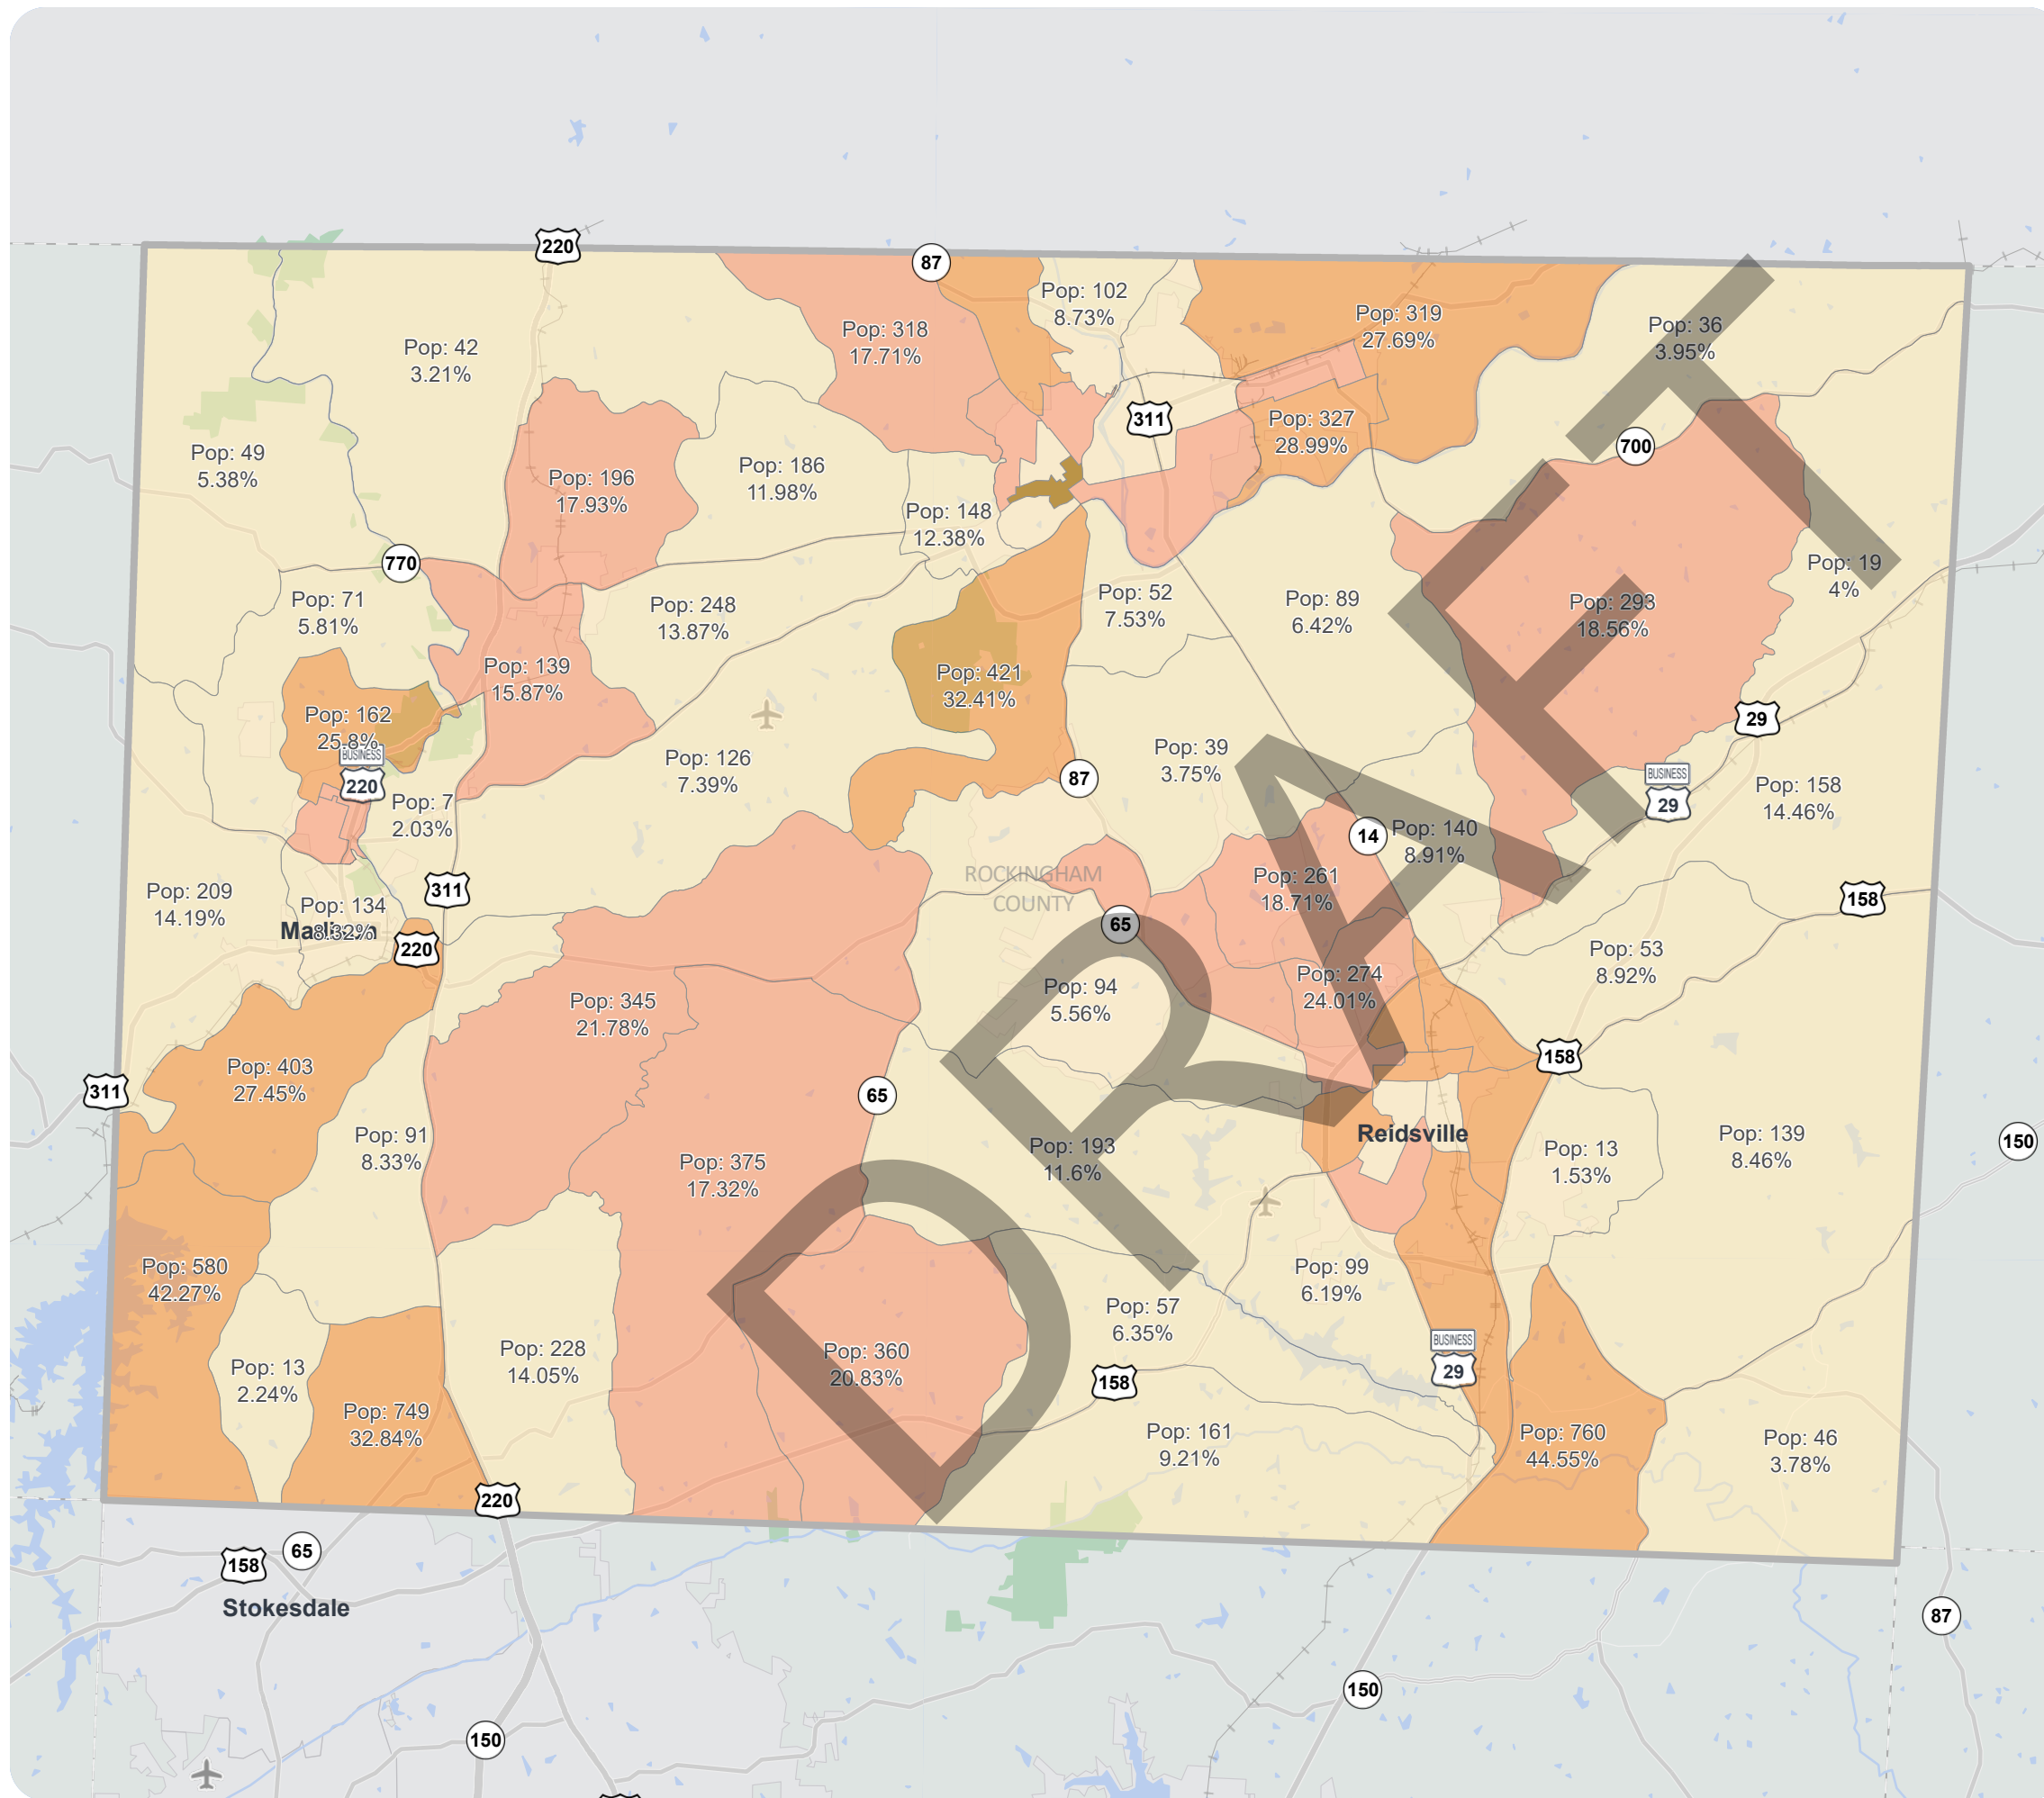 220
87
Pop: 102
8.73%
Pop: 318
17.71%
Pop: 319
27.69%
Pop: 36
3.95%
Pop: 42
3.21%
311
Pop: 327
28.99%
700
Pop: 49
5.38%
Pop: 196
17.93%
Pop: 186
11.98%
Pop: 148
12.38%
770
Pop: 19
4%
Pop: 71
5.81%
Pop: 248
13.87%
Pop: 52
7.53%
Pop: 89
6.42%
Pop: 293
18.56%
Pop: 139
15.87%
Pop: 421
32.41%
Pop: 162
25.8%
BUSINESS
220
29
Pop: 126
7.39%
87
Pop: 39
3.75%
BUSINESS
29
Pop: 158
14.46%
Pop: 7
2.03%
14
Pop: 140
8.91%
ROCKINGHAM
COUNTY
Pop: 261
18.71%
311
Pop: 209
14.19%
Pop: 134
8.32%
Madison
220
65
158
Pop: 53
8.92%
Pop: 345
21.78%
Pop: 94
5.56%
Pop: 274
24.01%
158
Pop: 403
27.45%
311
65
Pop: 91
8.33%
Pop: 375
17.32%
Pop: 193
11.6%
Reidsville
Pop: 13
1.53%
Pop: 139
8.46%
150
Pop: 580
42.27%
Pop: 99
6.19%
Pop: 57
6.35%
BUSINESS
29
Pop: 13
2.24%
Pop: 228
14.05%
Pop: 360
20.83%
158
Pop: 749
32.84%
Pop: 161
9.21%
Pop: 760
44.55%
Pop: 46
3.78%
220
158
65
Stokesdale
87
150
150
DRAFT